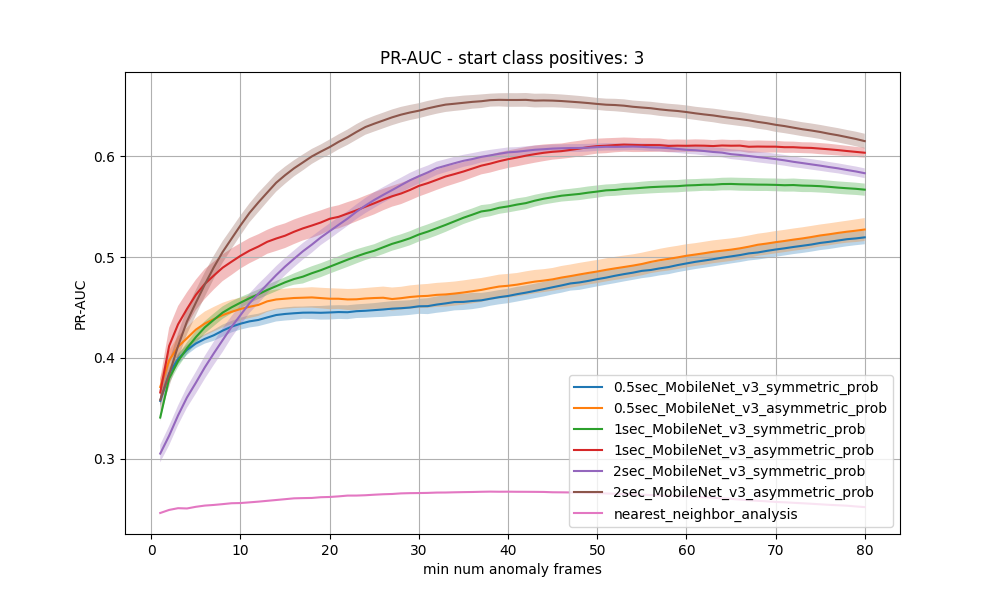 PR-AUC - start class positives: 3
PR-AUC
0.6
0.5
0.4
0.3
0.5sec_MobileNet_v3_symmetric_prob
0.5sec_MobileNet_v3_asymmetric_prob
1sec_MobileNet_v3_symmetric_prob
1sec_MobileNet_v3_asymmetric_prob
2sec_MobileNet_v3_symmetric_prob
2sec_MobileNet_v3_asymmetric_prob
nearest_neighbor_analysis
0 10 20 30 40 50 60 70 80
min num anomaly frames